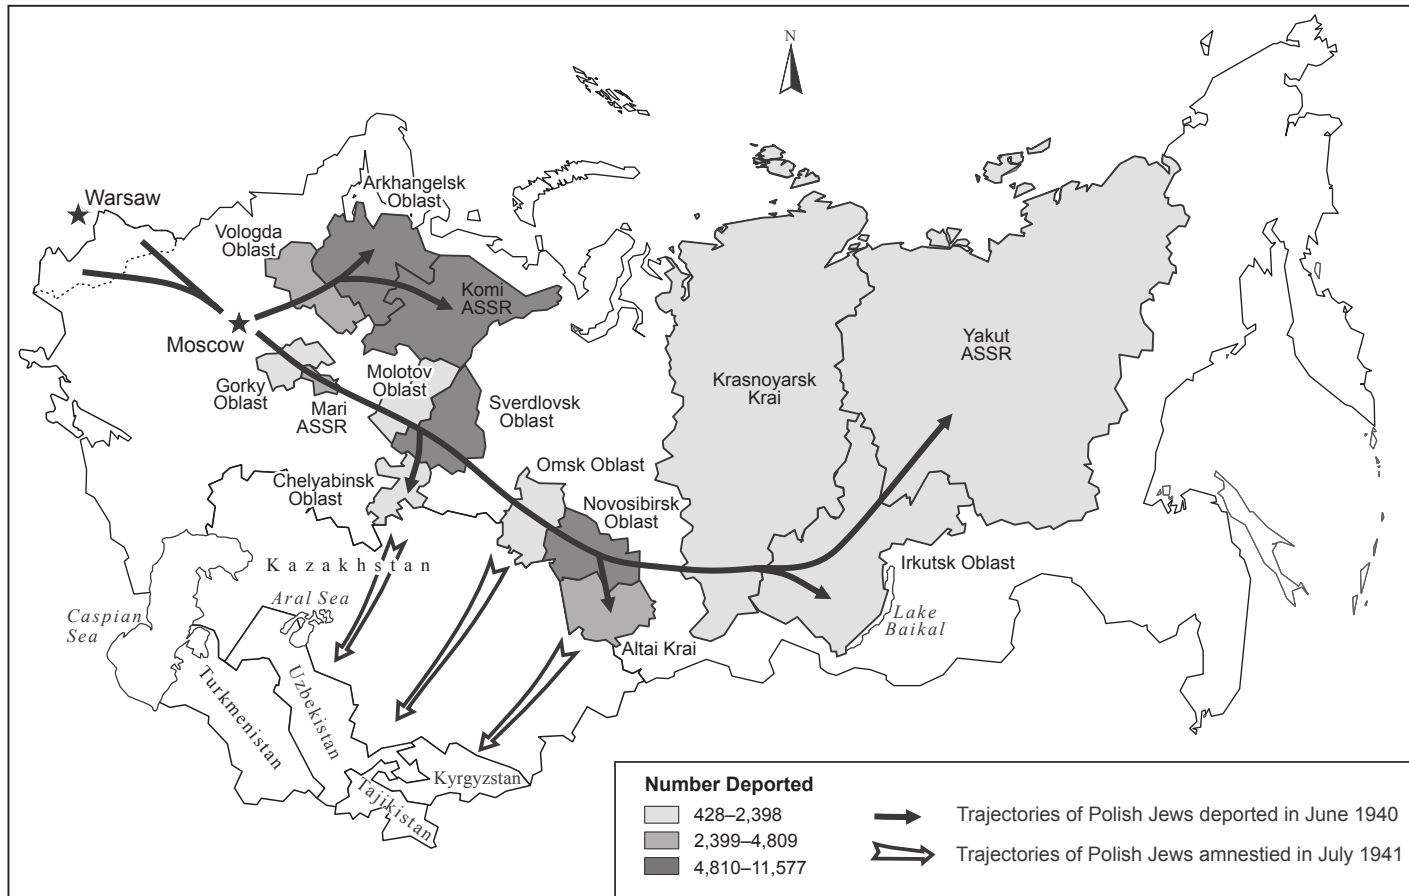 N
Warsaw
Arkhangelsk
Oblast
Vologda
Oblast
Komi
ASSR
Moscow
Yakut
ASSR
Molotov
Oblast
Gorky
Oblast
Krasnoyarsk
Krai
Mari
ASSR
Sverdlovsk
Oblast
Omsk Oblast
Chelyabinsk
Oblast
Novosibirsk
Oblast
Kazakhstan
Irkutsk Oblast
Aral Sea
Caspian
Sea
Lake
Baikal
Altai Krai
Turkmenistan
Uzbekistan
Kyrgyzstan
Tajikistan
Number Deported
428–2,398
2,399–4,809
4,810–11,577
Trajectories of Polish Jews deported in June 1940
Trajectories of Polish Jews amnestied in July 1941